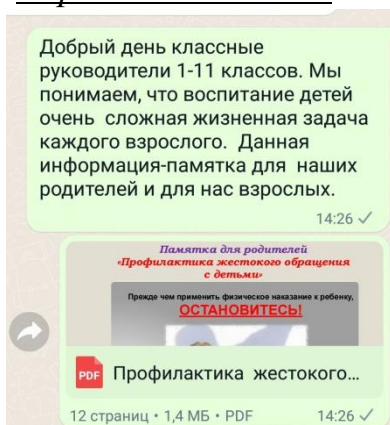 Добрый день классные
руководители 1-11 классов. Мы
понимаем, что воспитание детей
очень сложная жизненная задача
каждого взрослого. Данная
информация-памятка для наших
родителей и для нас взрослых.
14:26
Памятка для родителей
«Профилактика жестокого обращения
с детьми»
Прежде чем применить физическое наказание к ребенку,
ОСТАНОВИТЕСЬ!
PDF
Профилактика жестокого...
12 страниц • 1,4 МБ • PDF
14:26